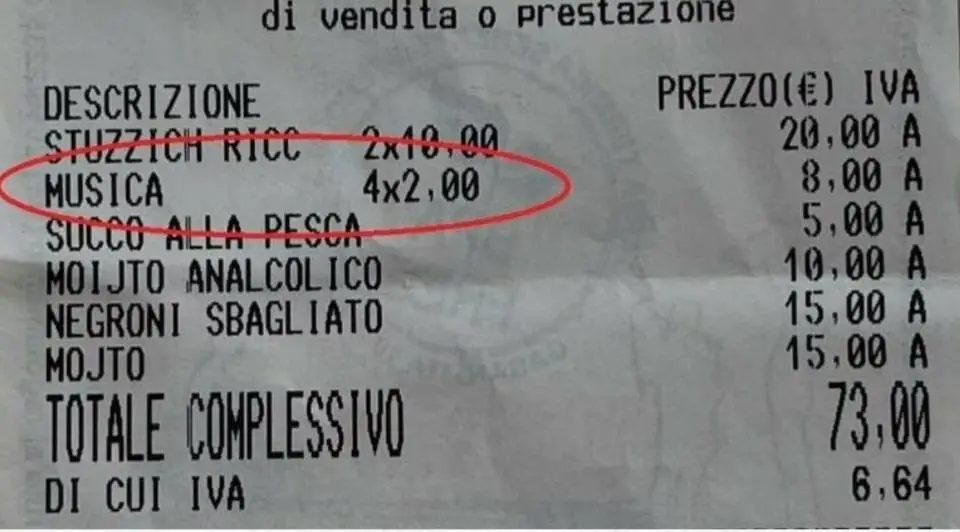 di vendita o prestazione
DESCRIZIONE PREZZO(€) IVA
STUZZICH RICC 2x10,00 20,00 A
MUSICA 4x2,00 8,00 A
SUCCO ALLA PESCA 5,00 A
MOIJTO ANALCOLICO 10,00 A
NEGRONI SBAGLIATO 15,00 A
MOJTO 15,00 A
TOTALE COMPLESSIVO 73,00
DI CUI IVA 6,64